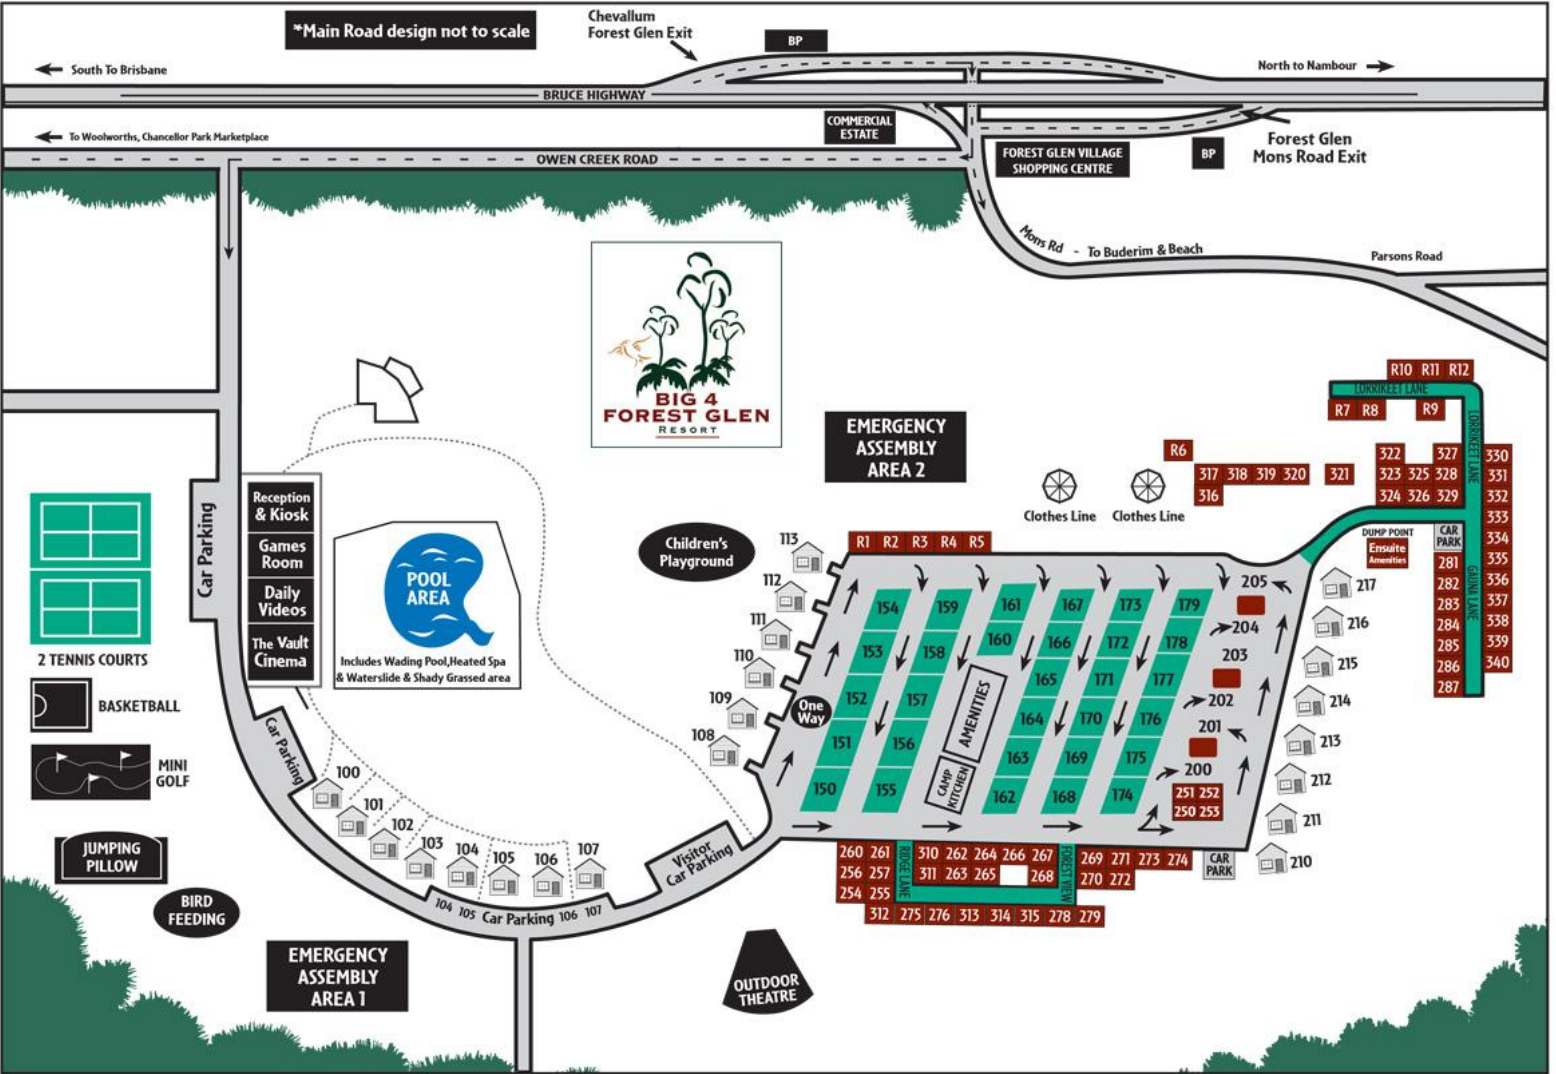 *Main Road design not to scale
Chevallum
Forest Glen Exit
BP
South To Brisbane
North to Nambour
BRUCE HIGHWAY
To Woolworths, Chancellor Park Marketplace
COMMERCIAL
ESTATE
OWEN CREEK ROAD
FOREST GLEN VILLAGE
SHOPPING CENTRE
BP
Forest Glen
Mons Road Exit
Mons Rd - To Buderim & Beach
Parsons Road
BIG 4
FOREST GLEN
RESORT
EMERGENCY
ASSEMBLY
AREA 2
R10 R11 R12
LORRIKEET LANE
R7 R8 R9
LORRIKEET LANE
R6
317 318 319 320 321
316
322 327
323 325 328
324 326 329
330
331
332
333
334
335
336
337
338
339
340
Clothes Line
Clothes Line
DUMP POINT
Ensuite
Amenities
CAR
PARK
281
282
283
284
285
286
287
GAUNA LANE
Reception
& Kiosk
Games
Room
Daily
Videos
The Vault
Cinema
Car Parking
POOL
AREA
Includes Wading Pool,Heated Spa
& Waterslide & Shady Grassed area
2 TENNIS COURTS
BASKETBALL
MINI
GOLF
JUMPING
PILLOW
BIRD
FEEDING
EMERGENCY
ASSEMBLY
AREA 1
Children's
Playground
113
112
111
110
109
108
One
Way
R1 R2 R3 R4 R5
154
153
152
151
150
159
158
157
156
155
161
160
AMENITIES
CAMP
KITCHEN
167
166
165
164
163
162
173
172
171
170
169
168
179
178
177
176
175
174
205
204
203
202
201
200
251 252
250 253
217
216
215
214
213
212
211
210
Car Parking
100
101
102
103
104
105
106
107
104 105 Car Parking 106 107
Visitor
Car Parking
260 261
256 257
254 255
RIDGE LANE
310 262 264 266 267
311 263 265 268
FOREST VIEW
269 271 273 274
270 272
312 275 276 313 314 315 278 279
CAR
PARK
OUTDOOR
THEATRE